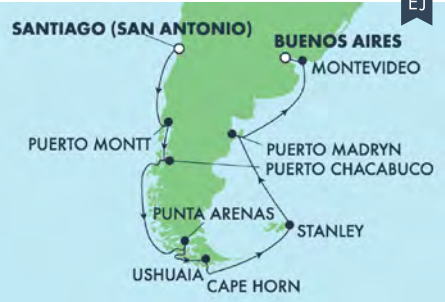 EJ
SANTIAGO (SAN ANTONIO)
BUENOS AIRES
MONTEVIDEO
PUERTO MONTT
PUERTO MADRYN
PUERTO CHACABUCO
PUNTA ARENAS
STANLEY
USHUAIA
CAPE HORN